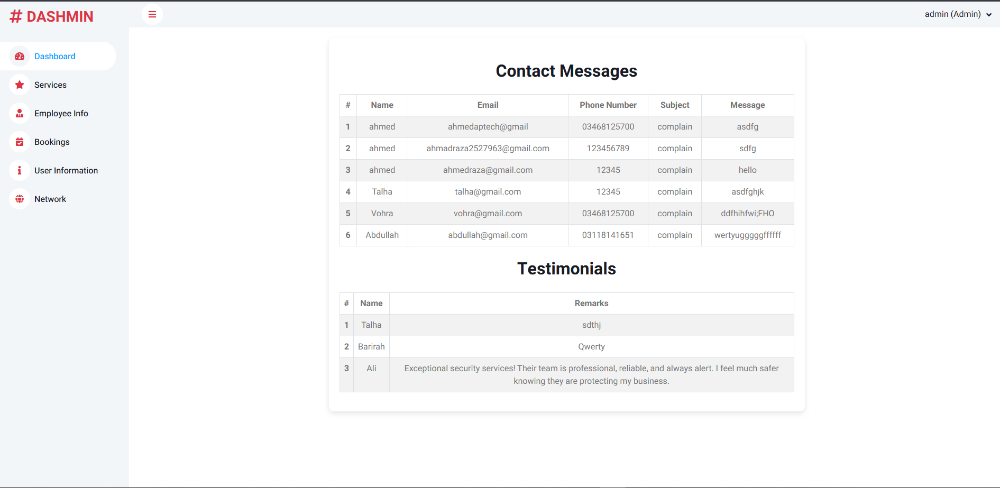 # DASHMIN
admin (Admin)
Dashboard
Services
Employee Info
Bookings
User Information
Network
Contact Messages
# Name Email Phone Number Subject Message
1 ahmed ahmedaptech@gmail 03468125700 complain asdfg
2 ahmed ahmadraza2527963@gmail.com 123456789 complain sdfg
3 ahmed ahmedraza@gmail.com 12345 complain hello
4 Talha talha@gmail.com 12345 complain asdfghjk
5 Vohra vohra@gmail.com 03468125700 complain ddfhihfwi;FHO
6 Abdullah abdullah@gmail.com 03118141651 complain wertyugggggffffff
Testimonials
# Name Remarks
1 Talha sdthj
2 Barirah Qwerty
3 Ali Exceptional security services! Their team is professional, reliable, and always alert. I feel much safer
knowing they are protecting my business.